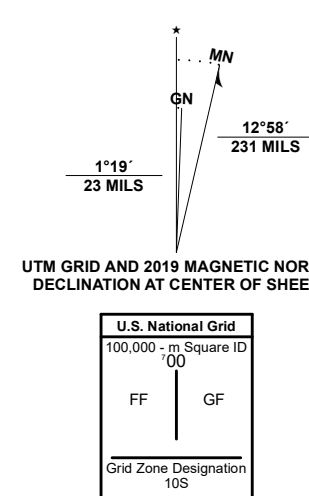 ★
MN
GN
12°58´
231 MILS
1°19´
23 MILS
UTM GRID AND 2019 MAGNETIC NOR
DECLINATION AT CENTER OF SHEE
U.S. National Grid
100,000 - m Square ID
⁷00
FF GF
Grid Zone Designation
10S